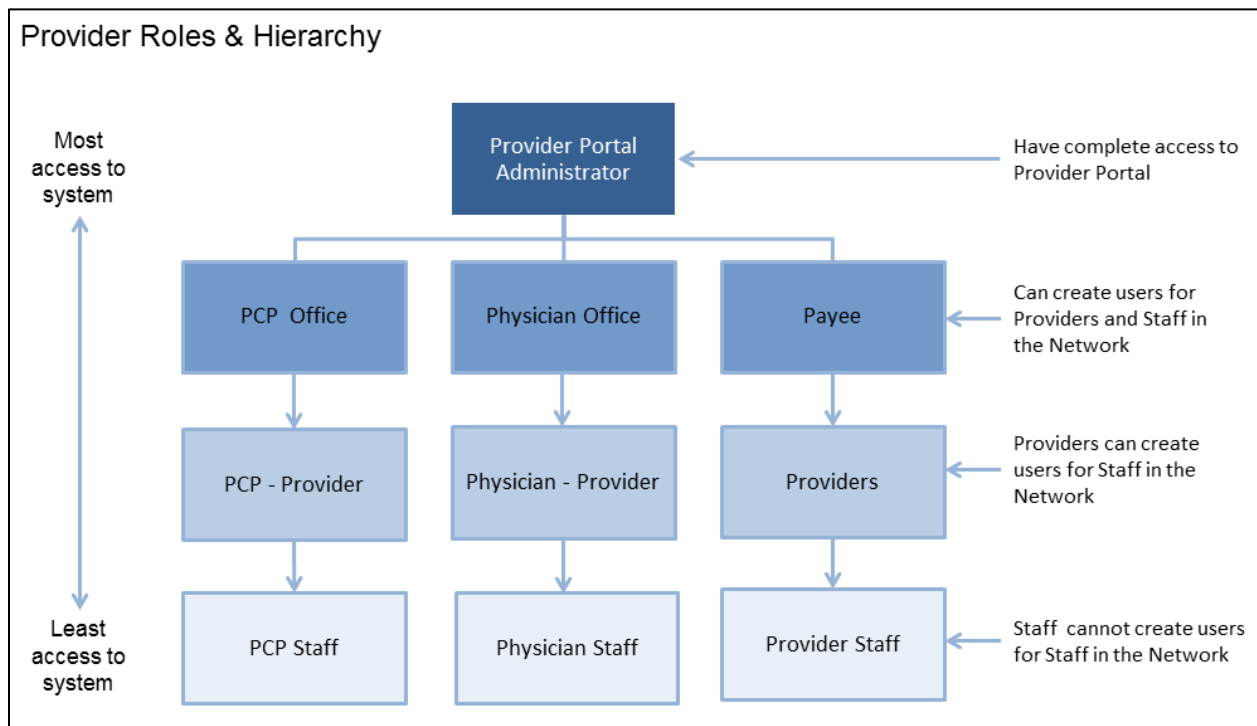 Provider Roles & Hierarchy
Most
access to
system
Provider Portal
Administrator
Have complete access to
Provider Portal
PCP Office
Physician Office
Payee
Can create users for
Providers and Staff in
the Network
PCP - Provider
Physician - Provider
Providers
Providers can create
users for Staff in the
Network
Least
access to
system
PCP Staff
Physician Staff
Provider Staff
Staff cannot create users
for Staff in the Network